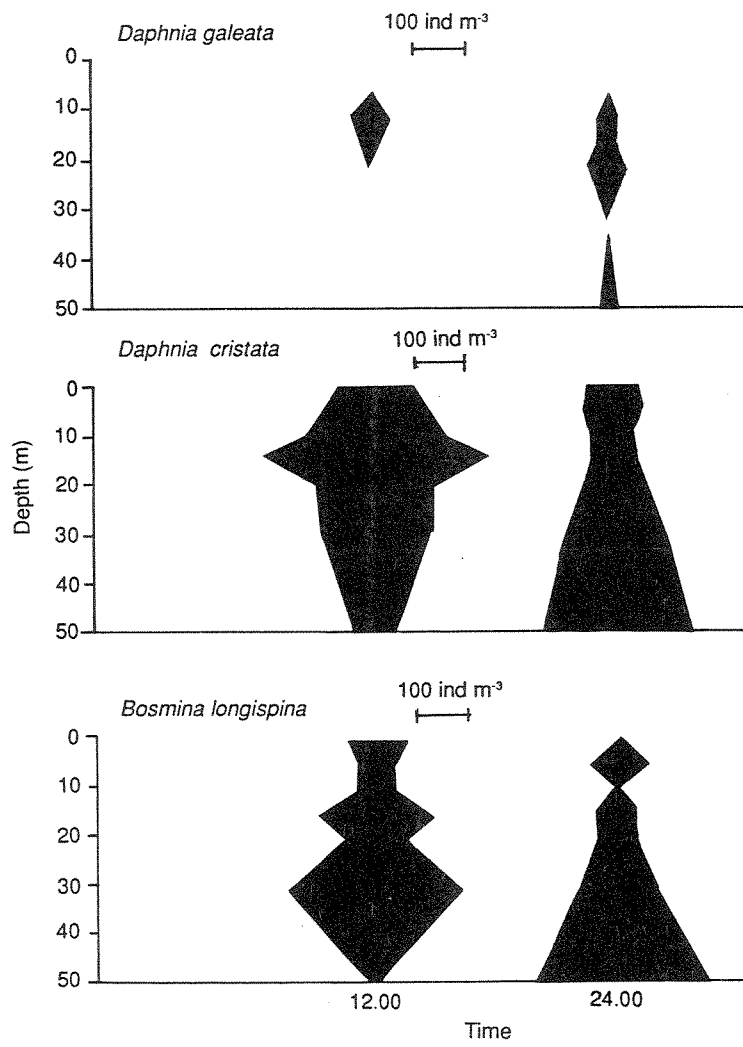 Daphnia galeata
100 ind m⁻³
0
10
20
30
40
50
Daphnia cristata
100 ind m⁻³
0
10
20
30
40
50
Depth (m)
Bosmina longispina
100 ind m⁻³
0
10
20
30
40
50
12.00 24.00
Time